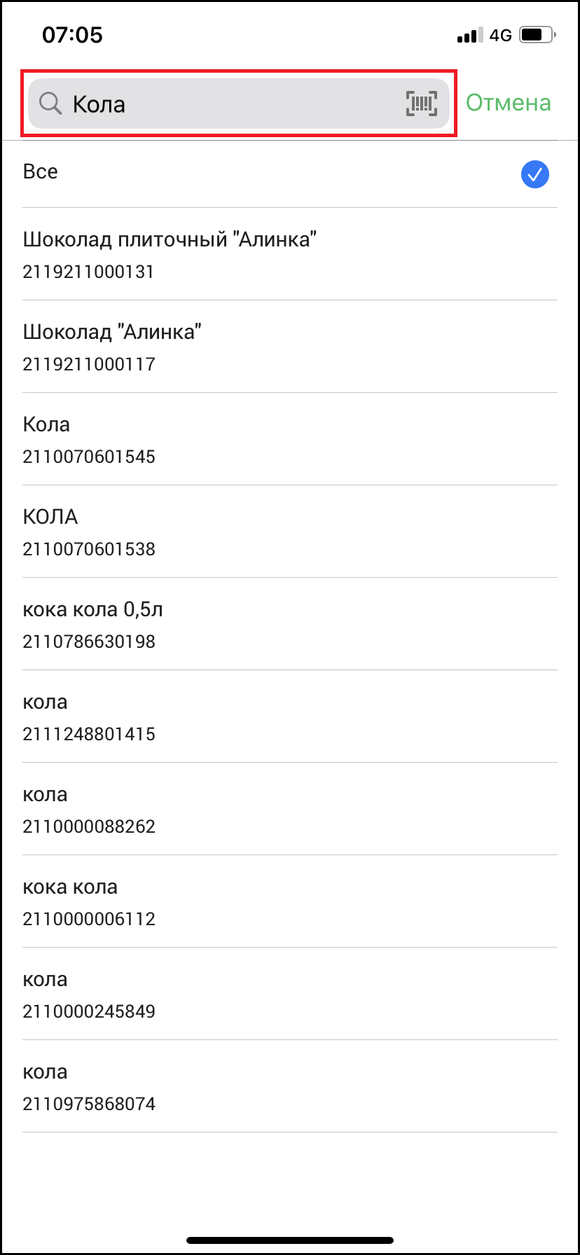 07:05
4G
Кола
Отмена
Все
Шоколад плиточный "Алинка"
2119211000131
Шоколад "Алинка"
2119211000117
Кола
2110070601545
КОЛА
2110070601538
кока кола 0,5л
2110786630198
кола
2111248801415
кола
2110000088262
кока кола
2110000006112
кола
2110000245849
кола
2110975868074